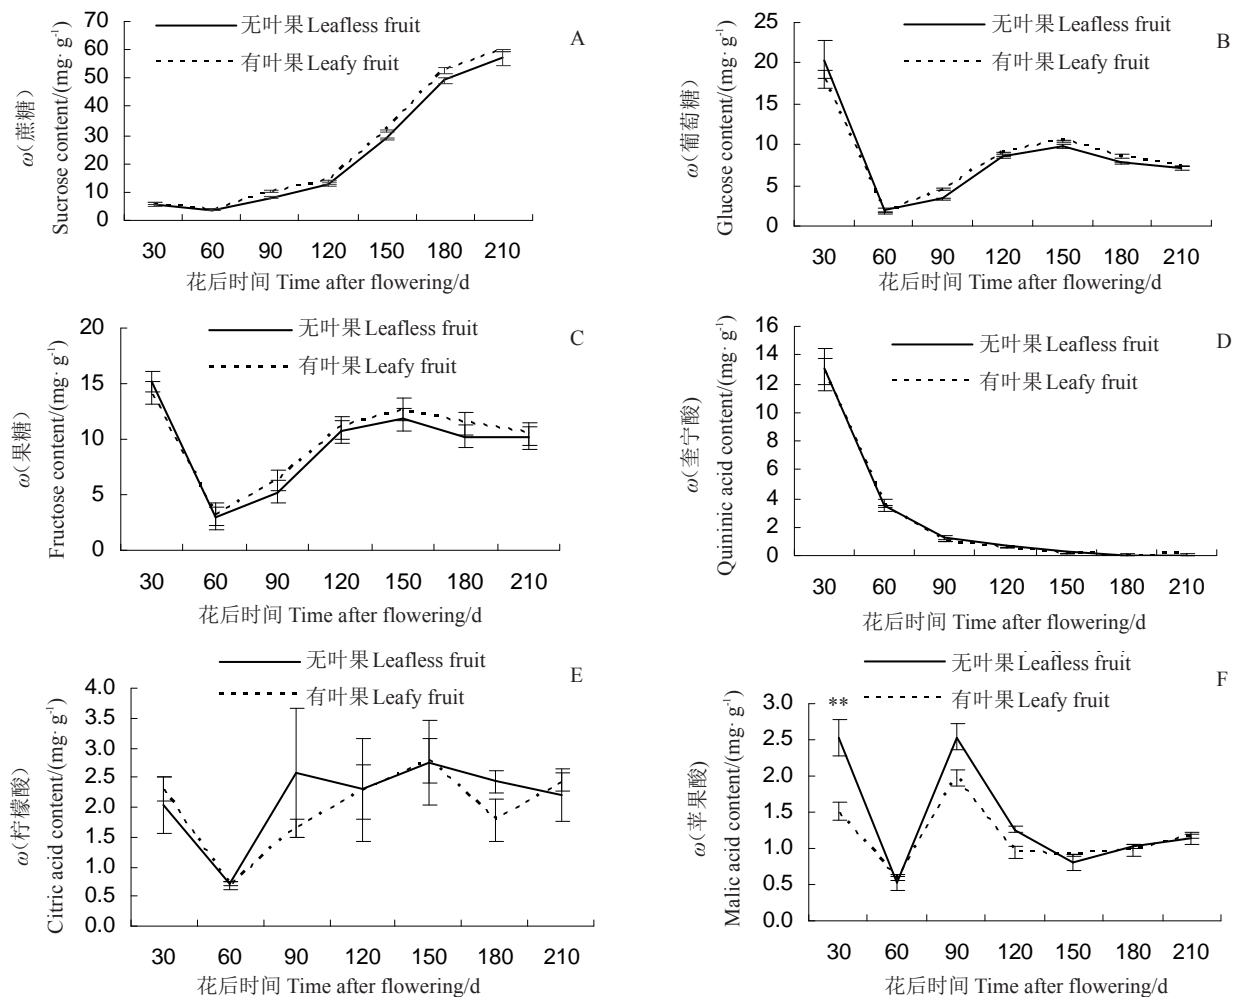 70
60
50
40
30
20
10
0
ω(蔗糖)
Sucrose content/(mg· g⁻¹)
无叶果 Leafless fruit
有叶果 Leafy fruit
A
30 60 90 120 150 180 210
花后时间 Time after flowering/d
25
20
15
10
5
0
ω(葡萄糖)
Glucose content/(mg· g⁻¹)
无叶果 Leafless fruit
有叶果 Leafy fruit
B
30 60 90 120 150 180 210
花后时间 Time after flowering/d
20
15
10
5
0
ω(果糖)
Fructose content/(mg· g⁻¹)
无叶果 Leafless fruit
有叶果 Leafy fruit
C
30 60 90 120 150 180 210
花后时间 Time after flowering/d
16
14
12
10
8
6
4
2
0
ω(奎宁酸)
Quininic acid content/(mg· g⁻¹)
无叶果 Leafless fruit
有叶果 Leafy fruit
D
30 60 90 120 150 180 210
花后时间 Time after flowering/d
4.0
3.5
3.0
2.5
2.0
1.5
1.0
0.5
0.0
ω(柠檬酸)
Citric acid content/(mg· g⁻¹)
无叶果 Leafless fruit
有叶果 Leafy fruit
E
30 60 90 120 150 180 210
花后时间 Time after flowering/d
3.0
2.5
2.0
1.5
1.0
0.5
0.0
ω(苹果酸)
Malic acid content/(mg· g⁻¹)
无叶果 Leafless fruit
有叶果 Leafy fruit
F
**
30 60 90 120 150 180 210
花后时间 Time after flowering/d